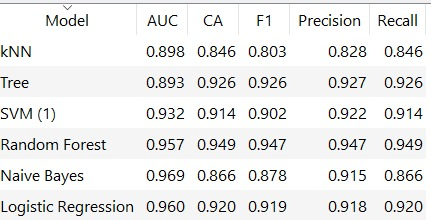 Model AUC CA F1 Precision Recall
kNN 0.898 0.846 0.803 0.828 0.846
Tree 0.893 0.926 0.926 0.927 0.926
SVM (1) 0.932 0.914 0.902 0.922 0.914
Random Forest 0.957 0.949 0.947 0.947 0.949
Naive Bayes 0.969 0.866 0.878 0.915 0.866
Logistic Regression 0.960 0.920 0.919 0.918 0.920